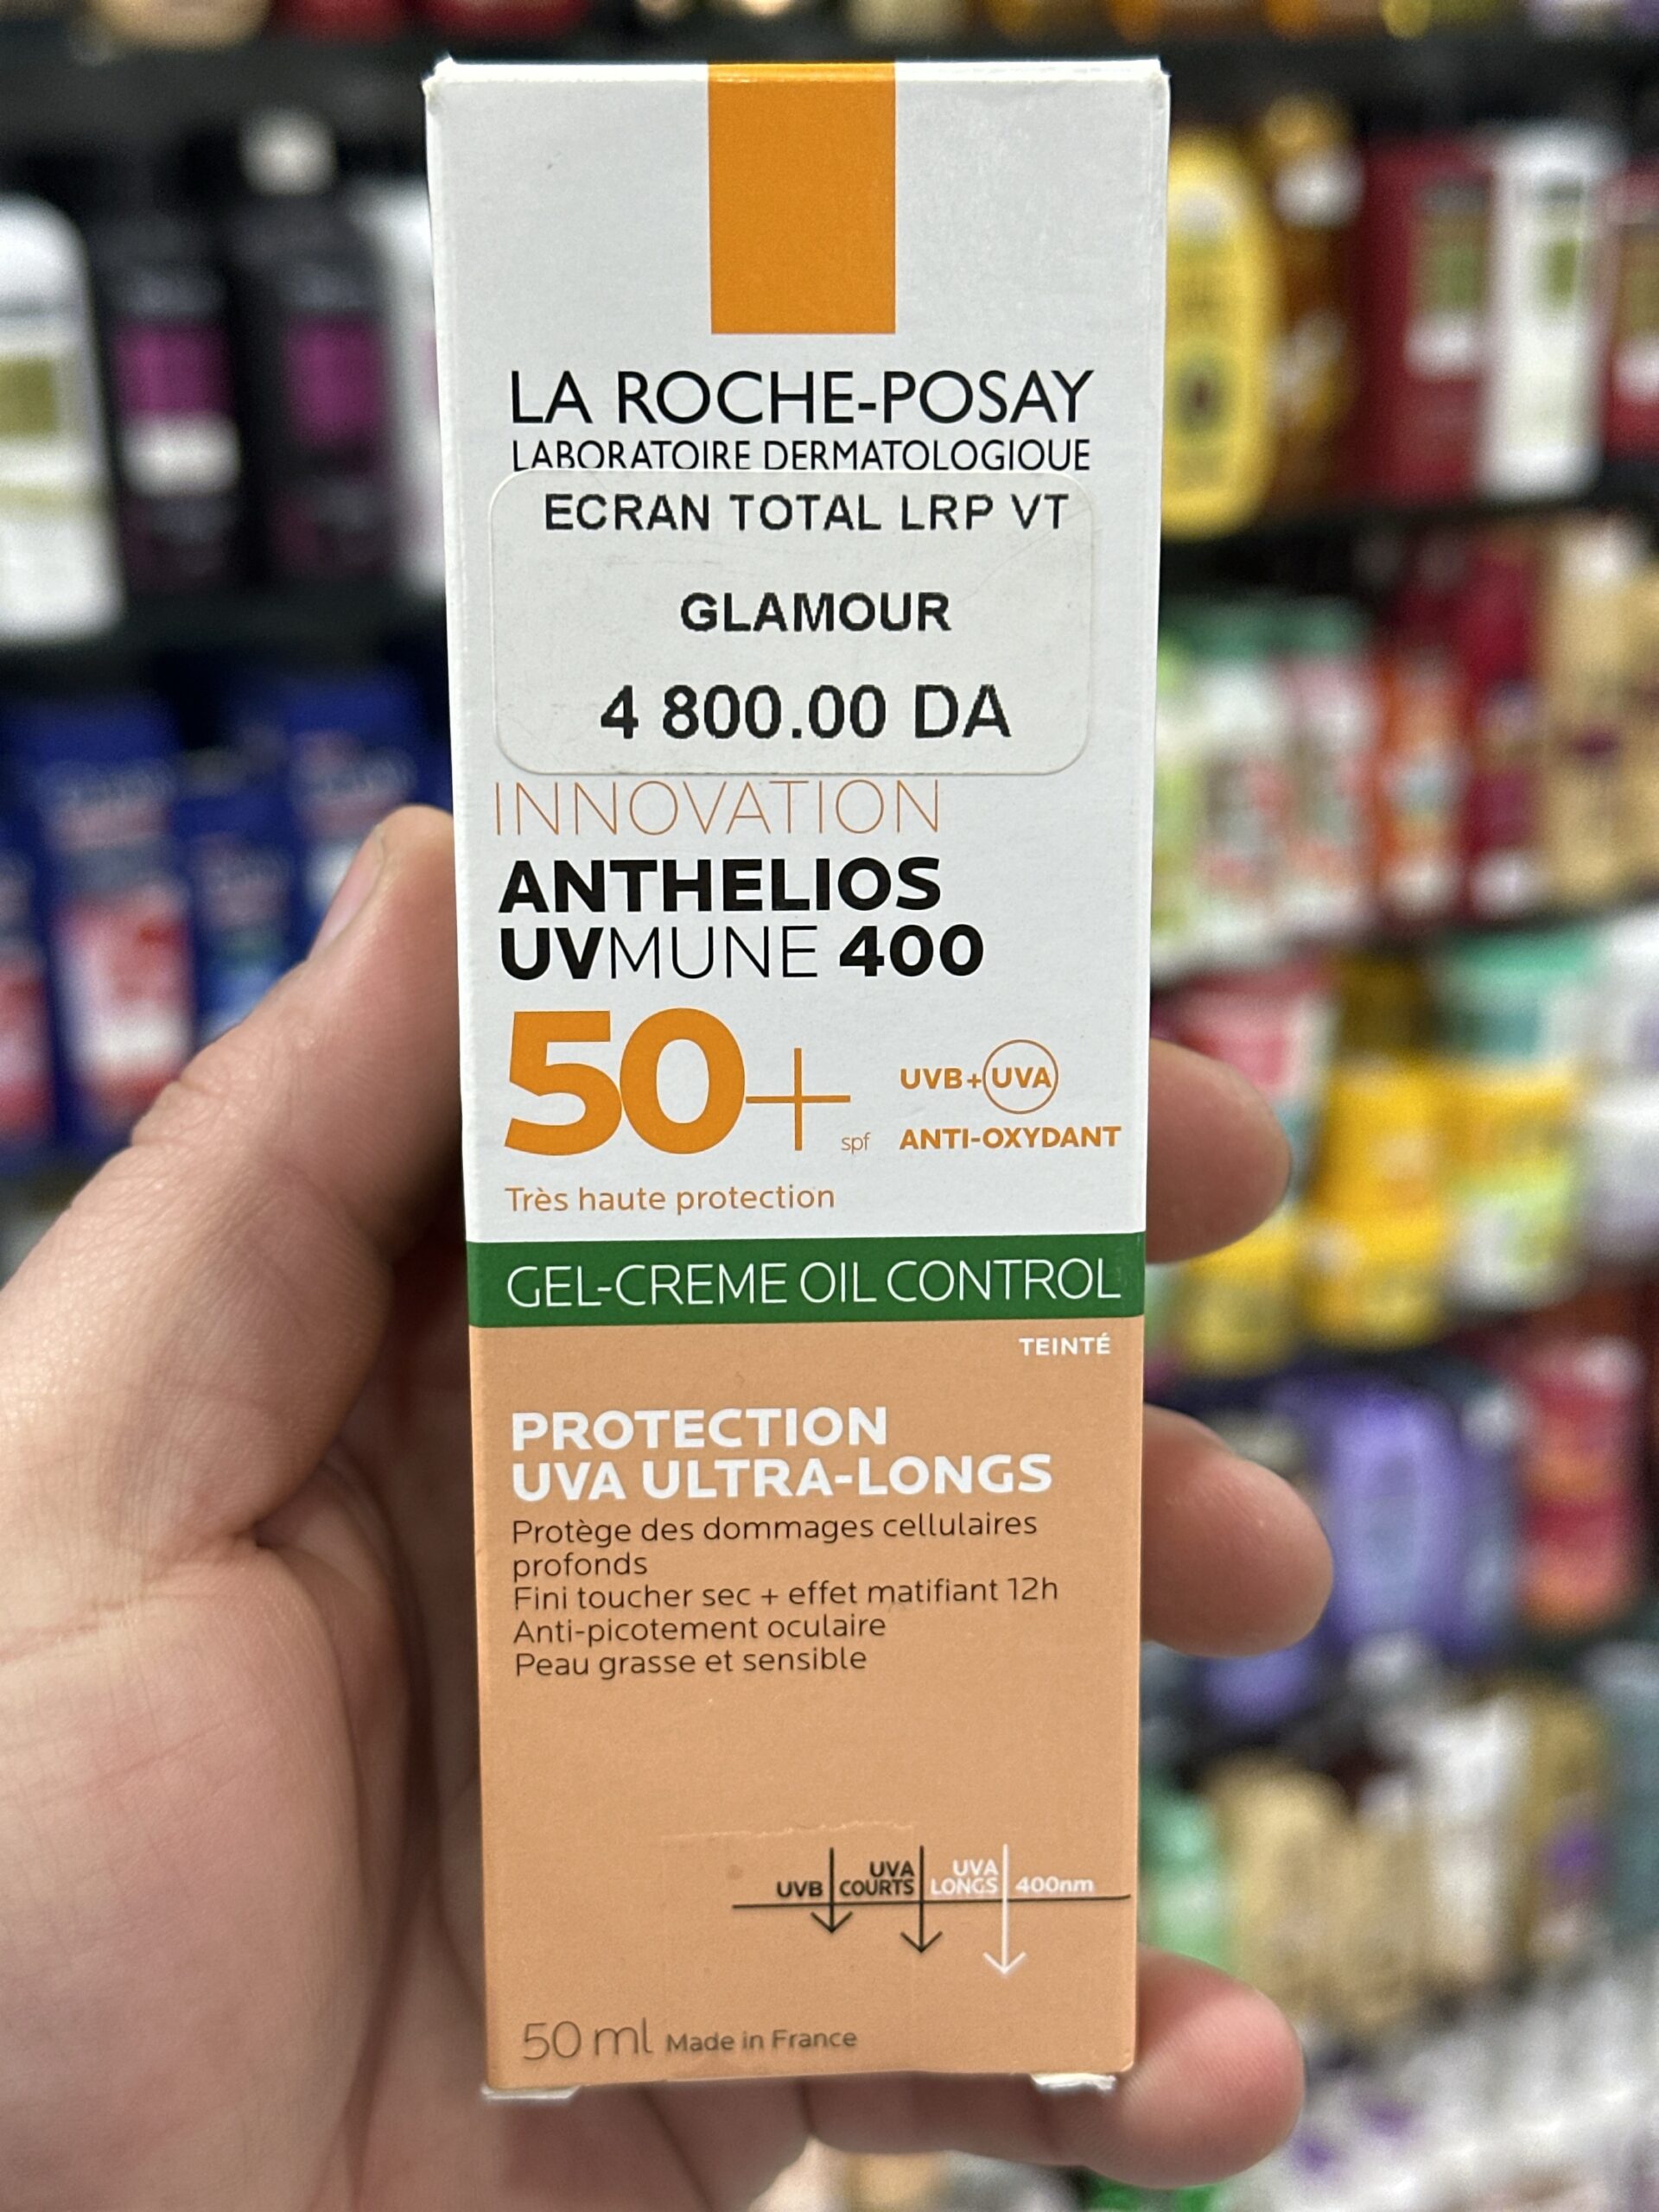 LA ROCHE-POSAY
LABORATOIRE DERMATOLOGIQUE
ECRAN TOTAL LRP VT
GLAMOUR
4 800.00 DA
INNOVATION
ANTHELIOS
UVMUNE 400
50+ spf
UVB+UVA
ANTI-OXYDANT
Très haute protection
GEL-CREME OIL CONTROL
TEINTÉ
PROTECTION
UVA ULTRA-LONGS
Protège des dommages cellulaires
profonds
Fini toucher sec + effet matifiant 12h
Anti-picotement oculaire
Peau grasse et sensible
UVB
UVA COURTS
UVA LONGS
400nm
50 ml Made in France